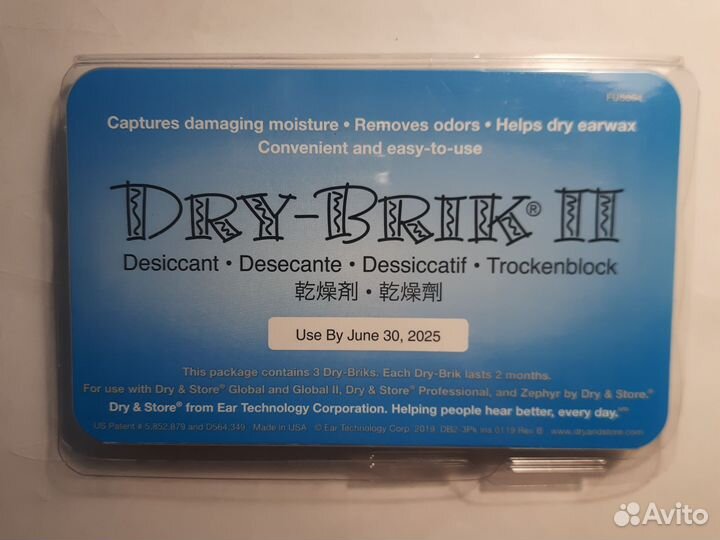 Captures damaging moisture • Removes odors • Helps dry earwax
Convenient and easy-to-use
DRY-BRIK® II
Desiccant • Desecante • Dessiccatif • Trockenblock
乾燥剤 • 乾燥劑
Use By June 30, 2025
This package contains 3 Dry-Briks. Each Dry-Brik lasts 2 months.
For use with Dry & Store® Global and Global II, Dry & Store® Professional, and Zephyr by Dry & Store.®
Dry & Store® from Ear Technology Corporation. Helping people hear better, every day.
US Patent # 5,852,879 and D564,349 Made in USA © Ear Technology Corp. 2019 DB2-3Pk ins 0119 Rev B www.dryandstore.com
Avito